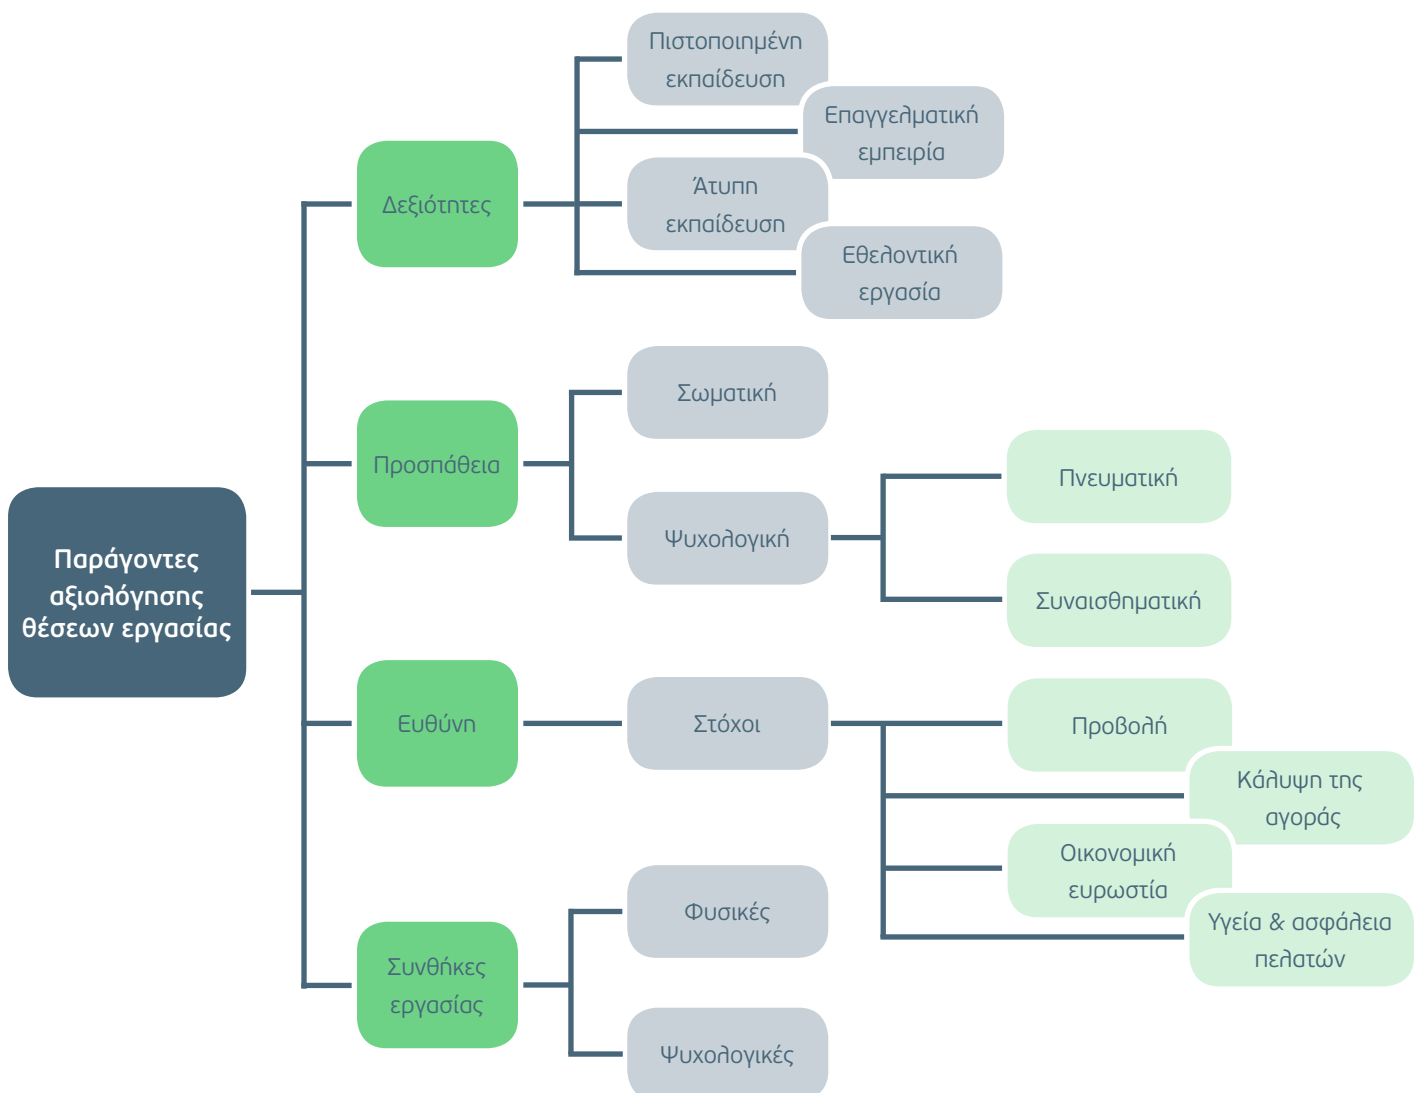 Παράγοντες
αξιολόγησης
θέσεων εργασίας
Δεξιότητες
Πιστοποιημένη
εκπαίδευση
Επαγγελματική
εμπειρία
Άτυπη
εκπαίδευση
Εθελοντική
εργασία
Προσπάθεια
Σωματική
Ψυχολογική
Πνευματική
Συναισθηματική
Ευθύνη
Στόχοι
Προβολή
Κάλυψη της
αγοράς
Οικονομική
ευρωστία
Υγεία & ασφάλεια
πελατών
Συνθήκες
εργασίας
Φυσικές
Ψυχολογικές